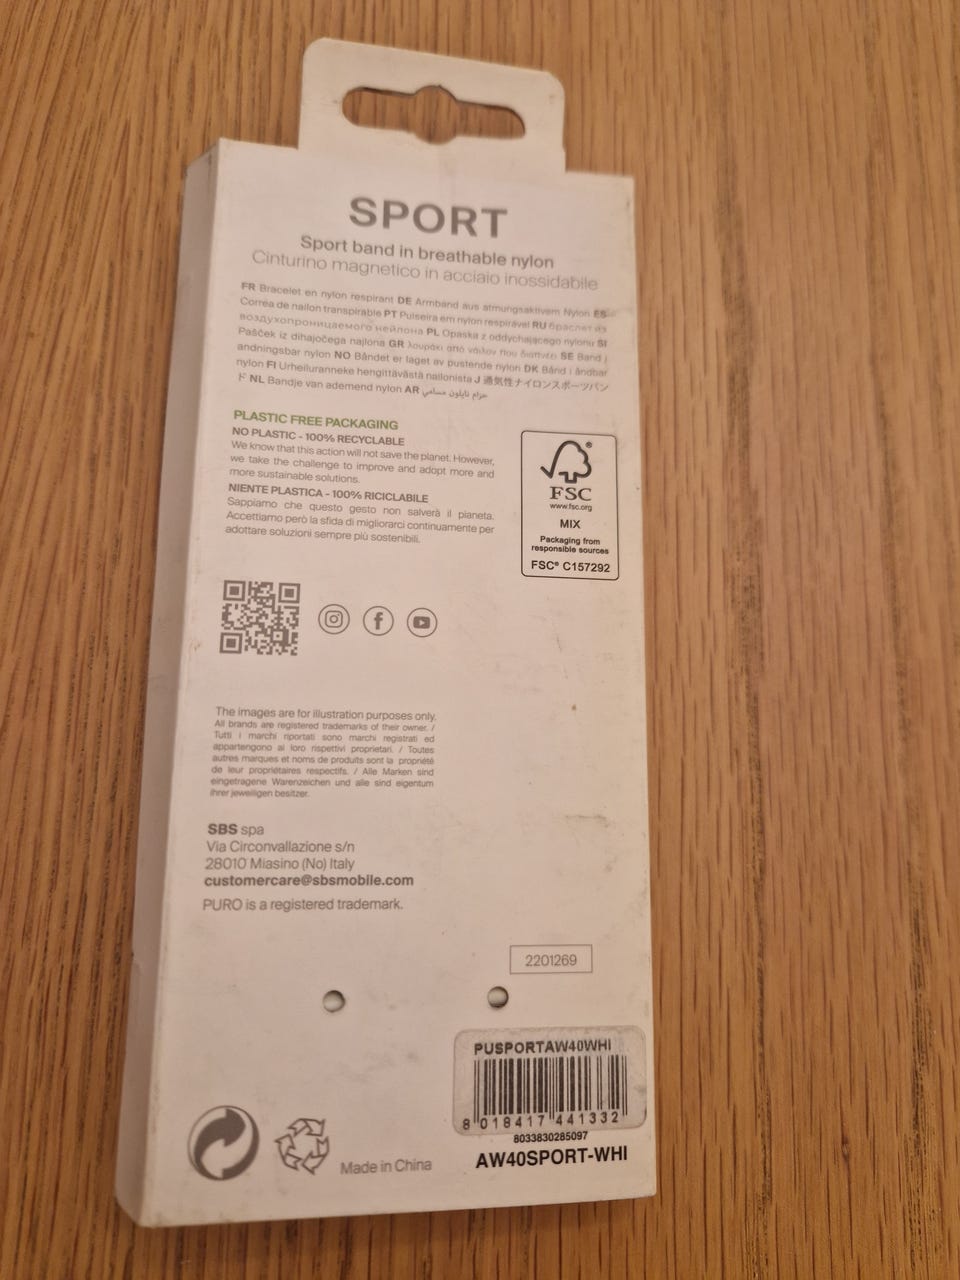 SPORT
Sport band in breathable nylon
Cinturino magnetico in acciaio inossidabile
FR Bracelet en nylon respirant DE Armband aus atmungsaktivem Nylon ES
Correa de nailon transpirable PT Pulseira em nylon respirável RU браслет из
воздухопроницаемого нейлона PL Opaska z oddychającego nylonu SI
Pašček iz dihajočega najlona GR λουράκι από νάιλον που διαπνέει SE Band i
andningsbar nylon NO Båndet er laget av pustende nylon DK Bånd i åndbar
nylon FI Urheiluranneke hengittävästä nailonista J 通気性ナイロンスポーツバン
ド NL Bandje van ademend nylon AR حزام نايلون مسامي
PLASTIC FREE PACKAGING
NO PLASTIC - 100% RECYCLABLE
We know that this action will not save the planet. However,
we take the challenge to improve and adopt more and
more sustainable solutions.
NIENTE PLASTICA - 100% RICICLABILE
Sappiamo che questo gesto non salverà il pianeta.
Accettiamo però la sfida di migliorarci continuamente per
adottare soluzioni sempre più sostenibili.
®
FSC
www.fsc.org
MIX
Packaging from
responsible sources
FSC® C157292
The images are for illustration purposes only.
All brands are registered trademarks of their owner. /
Tutti i marchi riportati sono marchi registrati ed
appartengono ai loro rispettivi proprietari. / Toutes
autres marques et noms de produits sont la propriété
de leur propriétaires respectifs. / Alle Marken sind
eingetragene Warenzeichen und alle sind eigentum
ihrer jeweiligen besitzer.
SBS spa
Via Circonvallazione s/n
28010 Miasino (No) Italy
customercare@sbsmobile.com
PURO is a registered trademark.
2201269
PUSPORTAW40WHI
8 018417 441332
8033830285097
AW40SPORT-WHI
Made in China